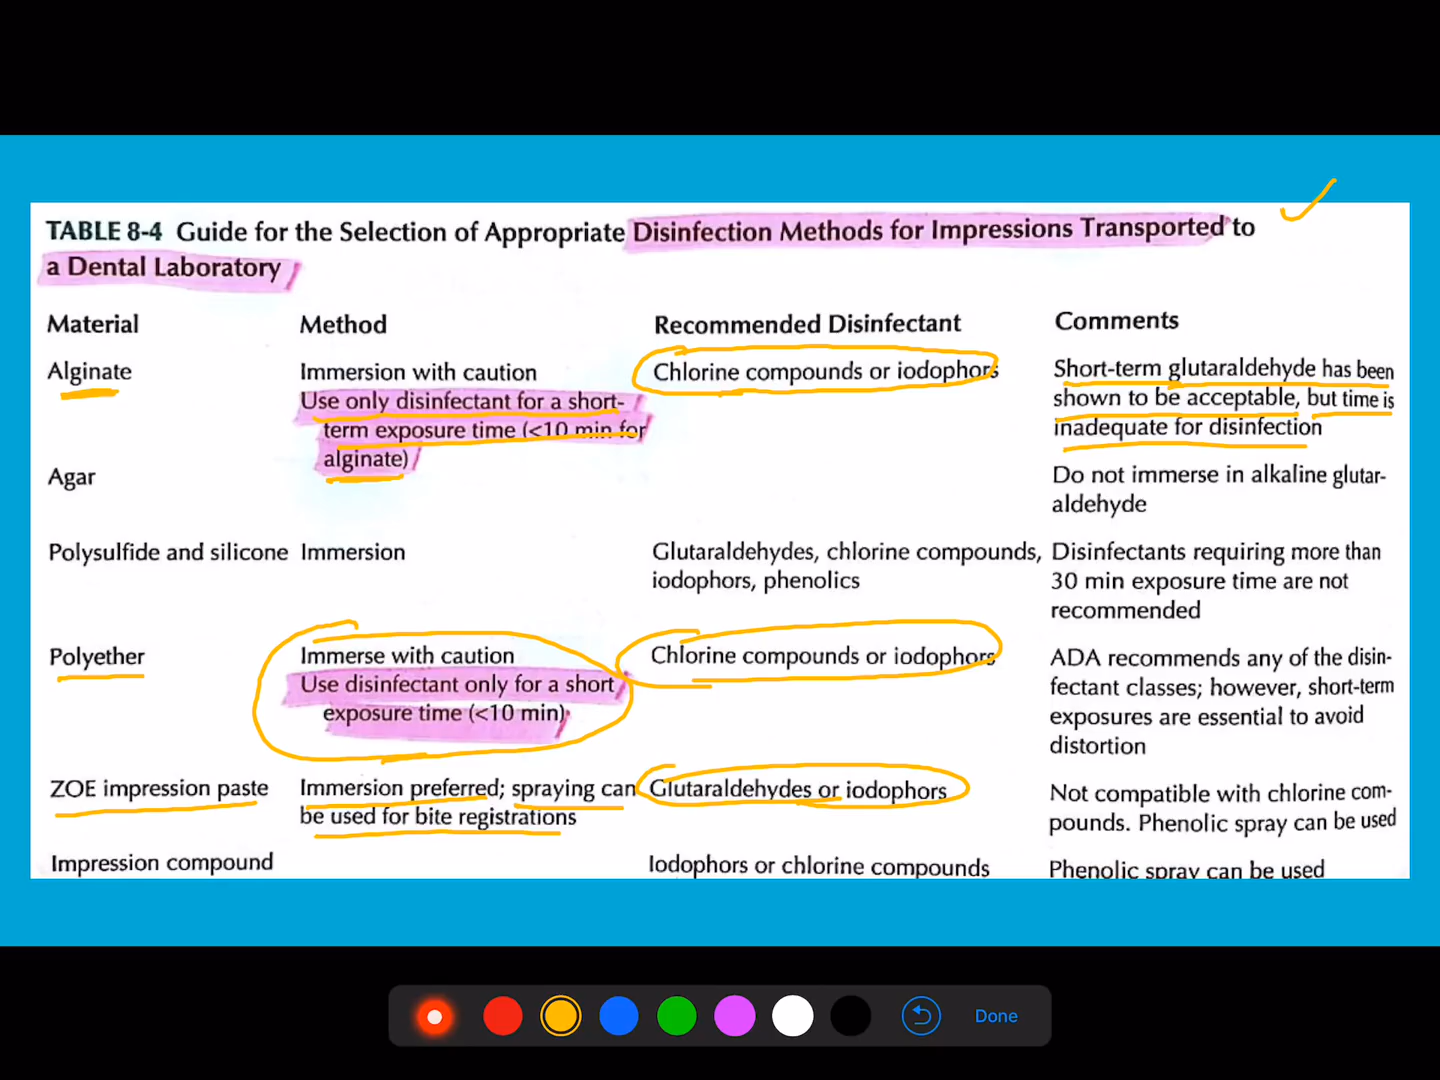 TABLE 8-4 Guide for the Selection of Appropriate Disinfection Methods for Impressions Transported to
a Dental Laboratory
Material Method Recommended Disinfectant Comments
Alginate
Immersion with caution
Use only disinfectant for a short-
term exposure time (<10 min for
alginate)
Chlorine compounds or iodophors
Short-term glutaraldehyde has been
shown to be acceptable, but time is
inadequate for disinfection
Agar
Do not immerse in alkaline glutar-
aldehyde
Polysulfide and silicone
Immersion
Glutaraldehydes, chlorine compounds,
iodophors, phenolics
Disinfectants requiring more than
30 min exposure time are not
recommended
Polyether
Immerse with caution
Use disinfectant only for a short
exposure time (<10 min)
Chlorine compounds or iodophors
ADA recommends any of the disin-
fectant classes; however, short-term
exposures are essential to avoid
distortion
ZOE impression paste
Immersion preferred; spraying can
be used for bite registrations
Glutaraldehydes or iodophors
Not compatible with chlorine com-
pounds. Phenolic spray can be used
Impression compound
Iodophors or chlorine compounds
Phenolic spray can be used
Done